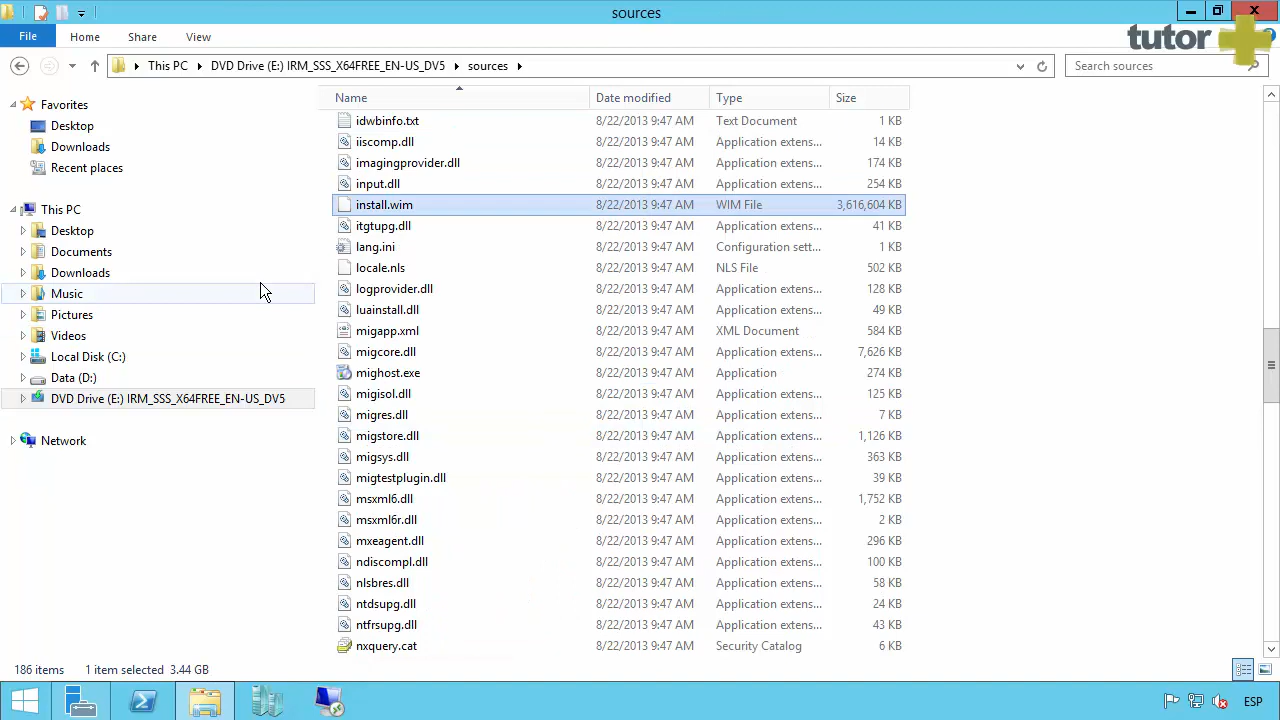 sources
File Home Share View
tutor
This PC DVD Drive (E:) IRM_SSS_X64FREE_EN-US_DV5 sources
Search sources
Favorites
Desktop
Downloads
Recent places
This PC
Desktop
Documents
Downloads
Music
Pictures
Videos
Local Disk (C:)
Data (D:)
DVD Drive (E:) IRM_SSS_X64FREE_EN-US_DV5
Network
Name Date modified Type Size
idwbinfo.txt 8/22/2013 9:47 AM Text Document 1 KB
iiscomp.dll 8/22/2013 9:47 AM Application extens... 14 KB
imagingprovider.dll 8/22/2013 9:47 AM Application extens... 174 KB
input.dll 8/22/2013 9:47 AM Application extens... 254 KB
install.wim 8/22/2013 9:47 AM WIM File 3,616,604 KB
itgtupg.dll 8/22/2013 9:47 AM Application extens... 41 KB
lang.ini 8/22/2013 9:47 AM Configuration sett... 1 KB
locale.nls 8/22/2013 9:47 AM NLS File 502 KB
logprovider.dll 8/22/2013 9:47 AM Application extens... 128 KB
luainstall.dll 8/22/2013 9:47 AM Application extens... 49 KB
migapp.xml 8/22/2013 9:47 AM XML Document 584 KB
migcore.dll 8/22/2013 9:47 AM Application extens... 7,626 KB
mighost.exe 8/22/2013 9:47 AM Application 274 KB
migisol.dll 8/22/2013 9:47 AM Application extens... 125 KB
migres.dll 8/22/2013 9:47 AM Application extens... 7 KB
migstore.dll 8/22/2013 9:47 AM Application extens... 1,126 KB
migsys.dll 8/22/2013 9:47 AM Application extens... 363 KB
migtestplugin.dll 8/22/2013 9:47 AM Application extens... 39 KB
msxml6.dll 8/22/2013 9:47 AM Application extens... 1,752 KB
msxml6r.dll 8/22/2013 9:47 AM Application extens... 2 KB
mxeagent.dll 8/22/2013 9:47 AM Application extens... 296 KB
ndiscompl.dll 8/22/2013 9:47 AM Application extens... 100 KB
nlsbres.dll 8/22/2013 9:47 AM Application extens... 58 KB
ntdsupg.dll 8/22/2013 9:47 AM Application extens... 24 KB
ntfrsupg.dll 8/22/2013 9:47 AM Application extens... 43 KB
nxquery.cat 8/22/2013 9:47 AM Security Catalog 6 KB
186 items 1 item selected 3.44 GB
ESP